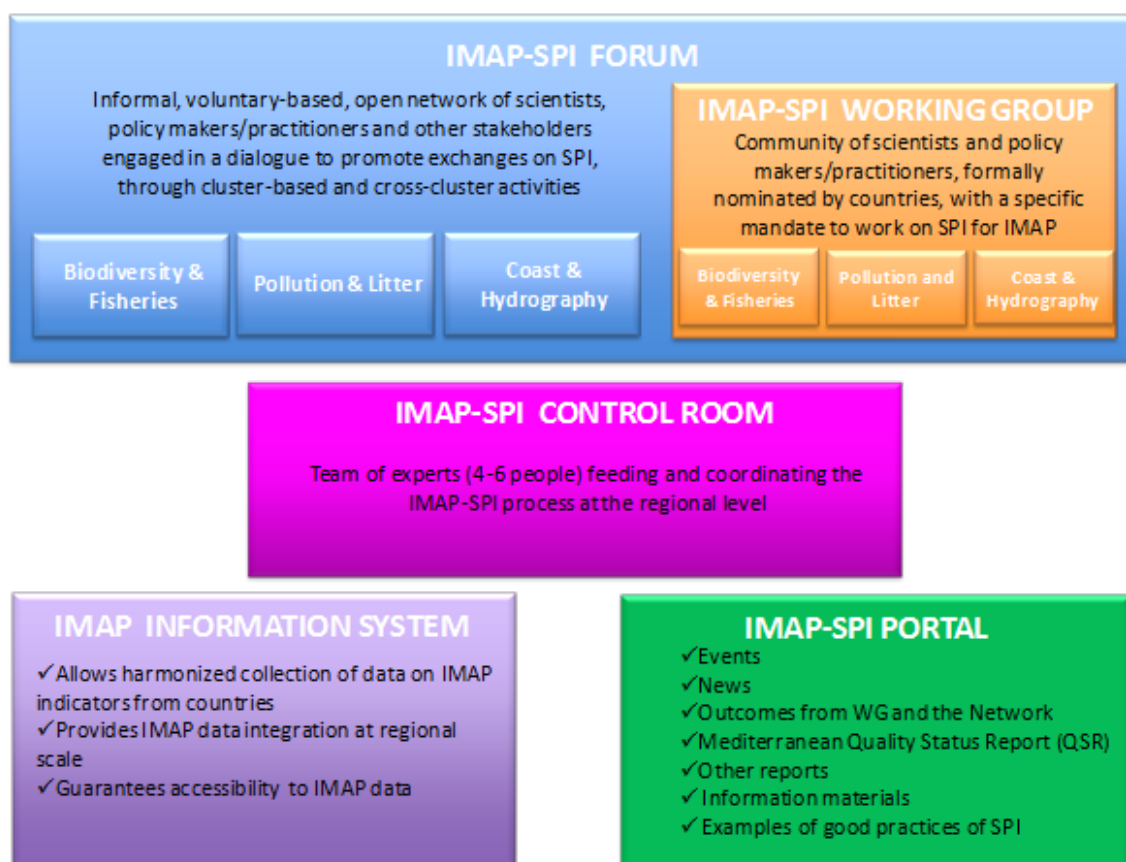 IMAP-SPI FORUM
Informal, voluntary-based, open network of scientists,
policy makers/practitioners and other stakeholders
engaged in a dialogue to promote exchanges on SPI,
through cluster-based and cross-cluster activities
Biodiversity &
Fisheries
Pollution & Litter
Coast &
Hydrography
IMAP-SPI WORKING GROUP
Community of scientists and policy
makers/practitioners, formally
nominated by countries, with a specific
mandate to work on SPI for IMAP
Biodiversity
& Fisheries
Pollution and
Litter
Coast &
Hydrography
IMAP-SPI CONTROL ROOM
Team of experts (4-6 people) feeding and coordinating the
IMAP-SPI process at the regional level
IMAP INFORMATION SYSTEM
✓Allows harmonized collection of data on IMAP
indicators from countries
✓Provides IMAP data integration at regional
scale
✓Guarantees accessibility to IMAP data
IMAP-SPI PORTAL
✓Events
✓News
✓Outcomes from WG and the Network
✓Mediterranean Quality Status Report (QSR)
✓Other reports
✓Information materials
✓Examples of good practices of SPI